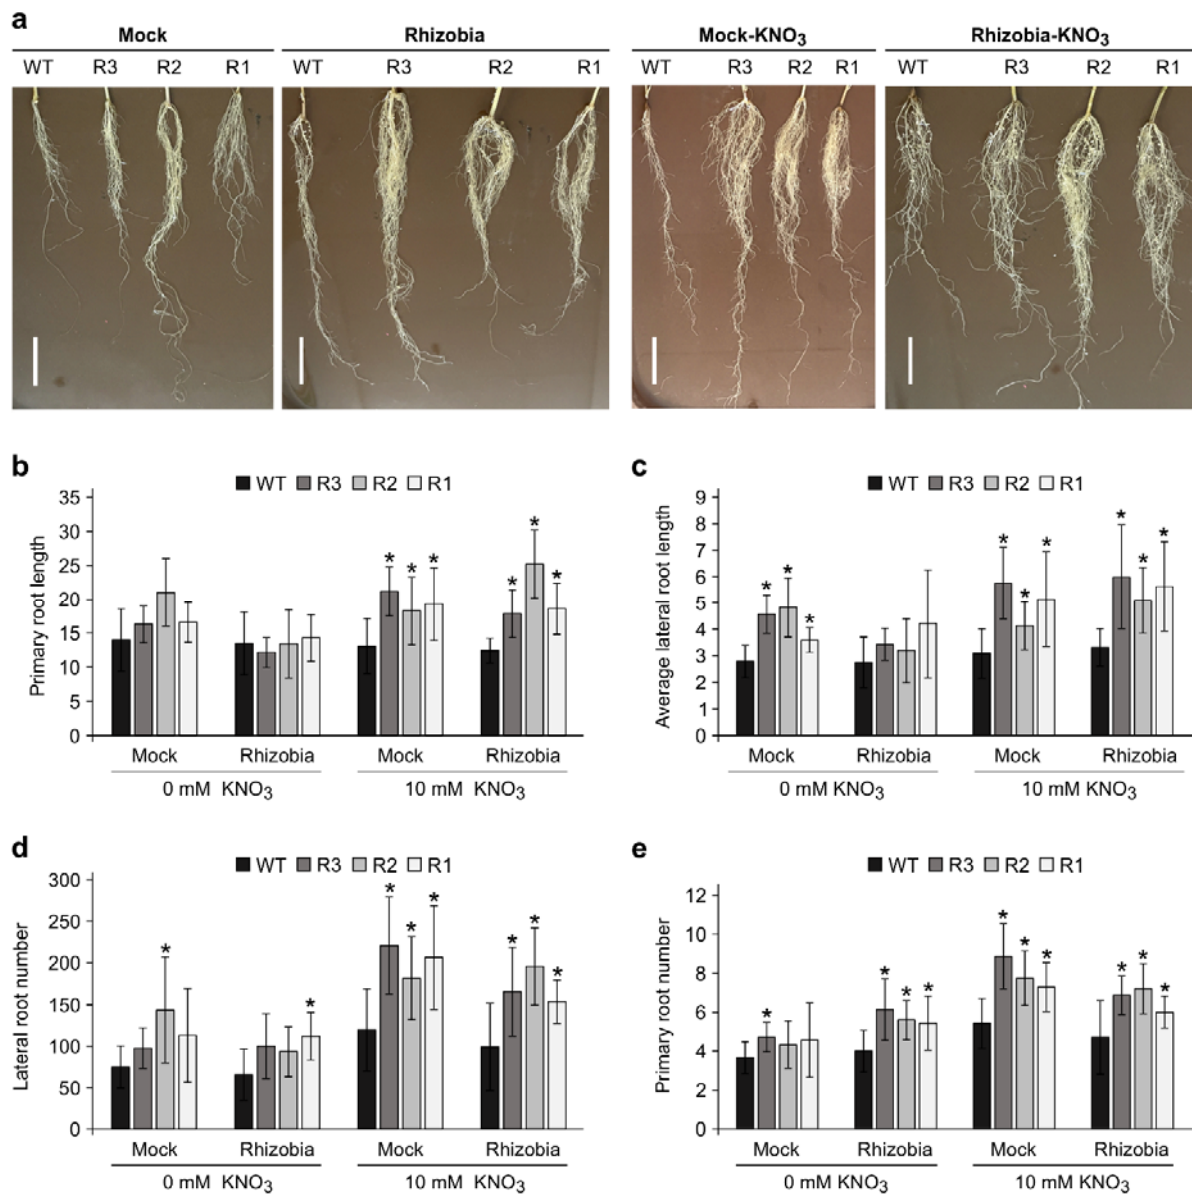 a
Mock Rhizobia Mock-KNO₃ Rhizobia-KNO₃
WT R3 R2 R1 WT R3 R2 R1 WT R3 R2 R1 WT R3 R2 R1
b
WT R3 R2 R1
Primary root length
35
30
25
20
15
10
5
0
* * * * * *
Mock Rhizobia Mock Rhizobia
0 mM KNO₃ 10 mM KNO₃
c
WT R3 R2 R1
Average lateral root length
9
8
7
6
5
4
3
2
1
0
* * * * * * * * *
Mock Rhizobia Mock Rhizobia
0 mM KNO₃ 10 mM KNO₃
d
WT R3 R2 R1
Lateral root number
300
250
200
150
100
50
0
* * * * * * * *
Mock Rhizobia Mock Rhizobia
0 mM KNO₃ 10 mM KNO₃
e
WT R3 R2 R1
Primary root number
12
10
8
6
4
2
0
* * * * * * * * * *
Mock Rhizobia Mock Rhizobia
0 mM KNO₃ 10 mM KNO₃